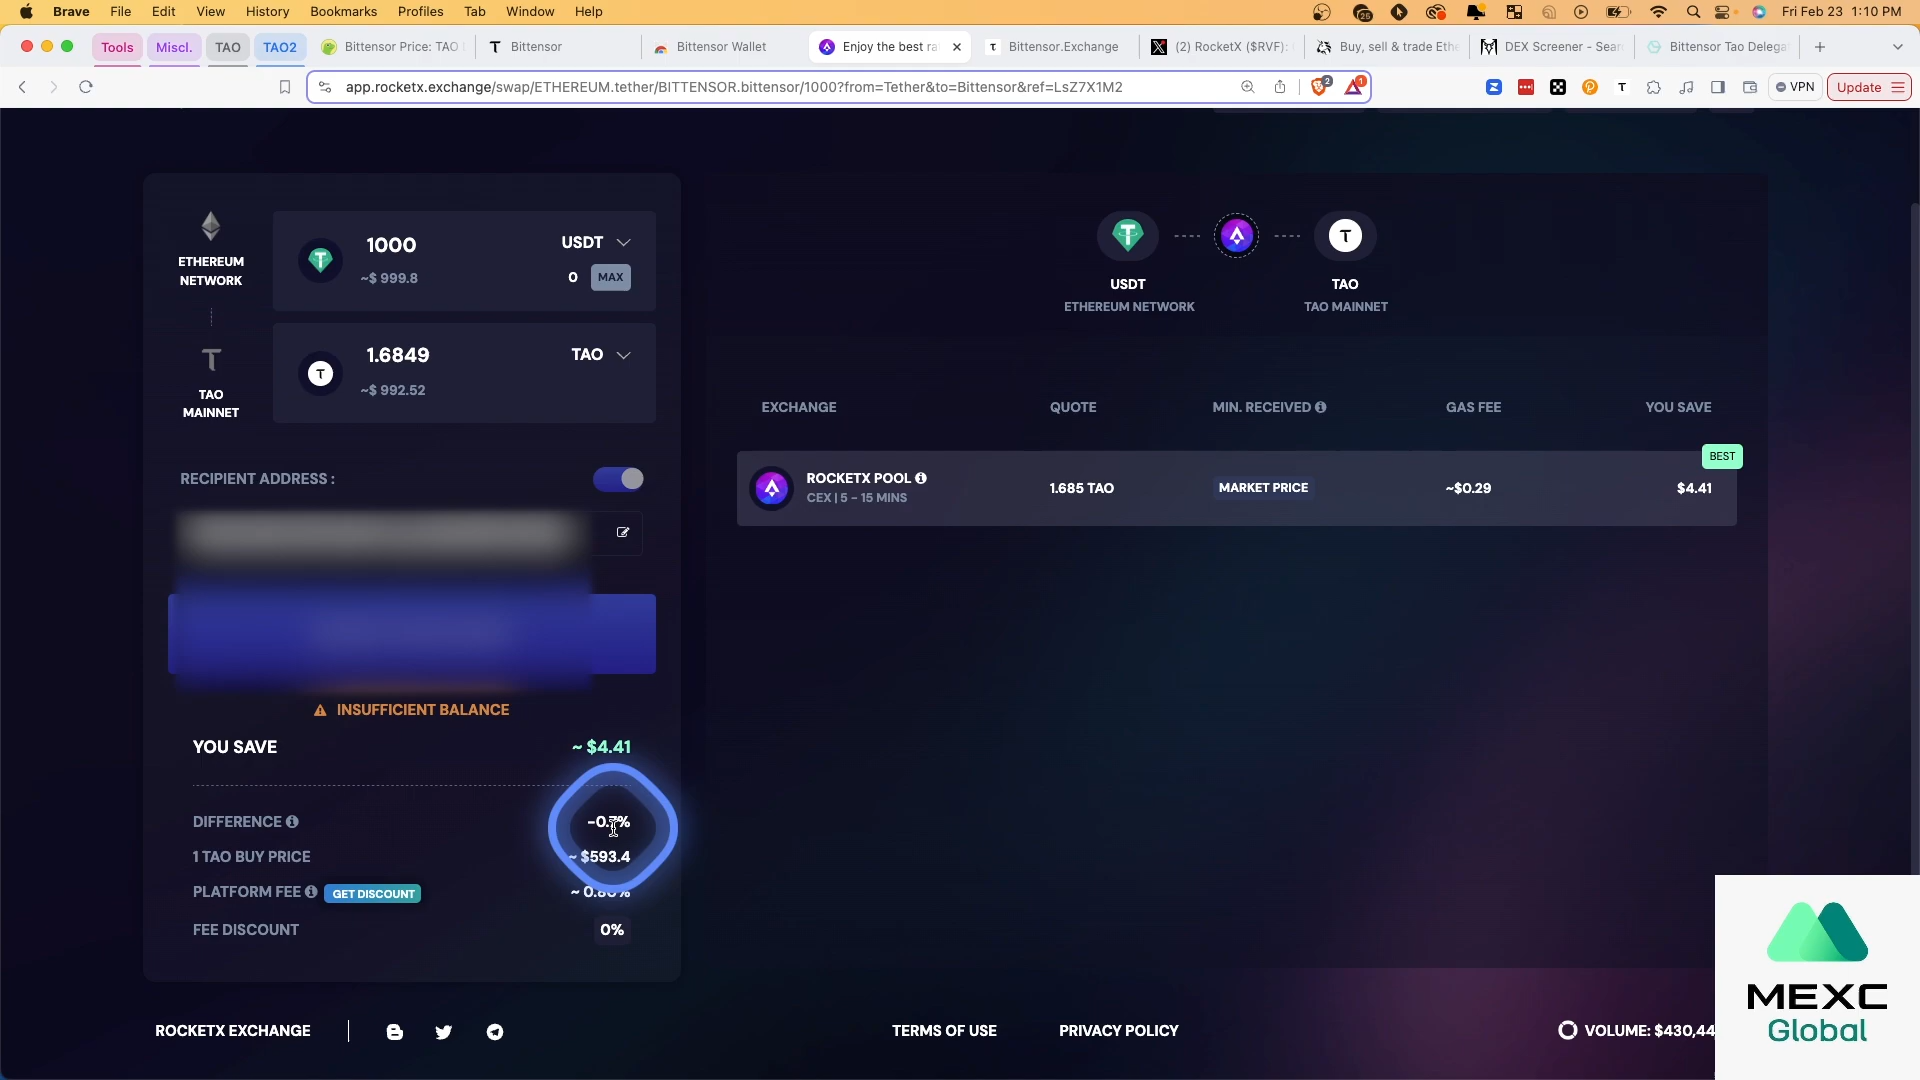 Brave File Edit View History Bookmarks Profiles Tab Window Help
25
Fri Feb 23 1:10 PM
Tools Miscl. TAO TAO2 Bittensor Price: TAO Bittensor Bittensor Wallet Enjoy the best ra Bittensor.Exchange (2) RocketX ($RVF): Buy, sell & trade Ethe DEX Screener - Searc Bittensor Tao Delega
app.rocketx.exchange/swap/ETHEREUM.tether/BITTENSOR.bittensor/1000?from=Tether&to=Bittensor&ref=LsZ7X1M2
2 1 VPN Update
ETHEREUM
NETWORK
1000 USDT
~$ 999.8 0 MAX
TAO
MAINNET
1.6849 TAO
~$ 992.52
RECIPIENT ADDRESS :
INSUFFICIENT BALANCE
YOU SAVE ~ $4.41
DIFFERENCE
1 TAO BUY PRICE ~ $593.4
PLATFORM FEE GET DISCOUNT
FEE DISCOUNT 0%
USDT TAO
ETHEREUM NETWORK TAO MAINNET
EXCHANGE QUOTE MIN. RECEIVED GAS FEE YOU SAVE
BEST
ROCKETX POOL
CEX | 5 - 15 MINS
1.685 TAO MARKET PRICE ~$0.29 $4.41
ROCKETX EXCHANGE TERMS OF USE PRIVACY POLICY VOLUME: $430,44
MEXC
Global